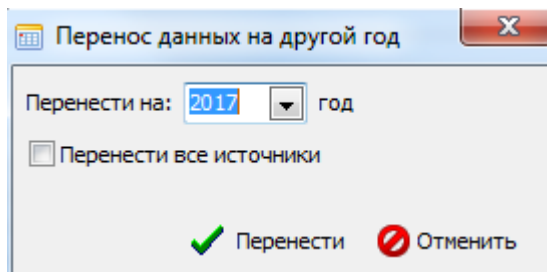 Перенос данных на другой год
Перенести на: 2017 год
Перенести все источники
Перенести Отменить